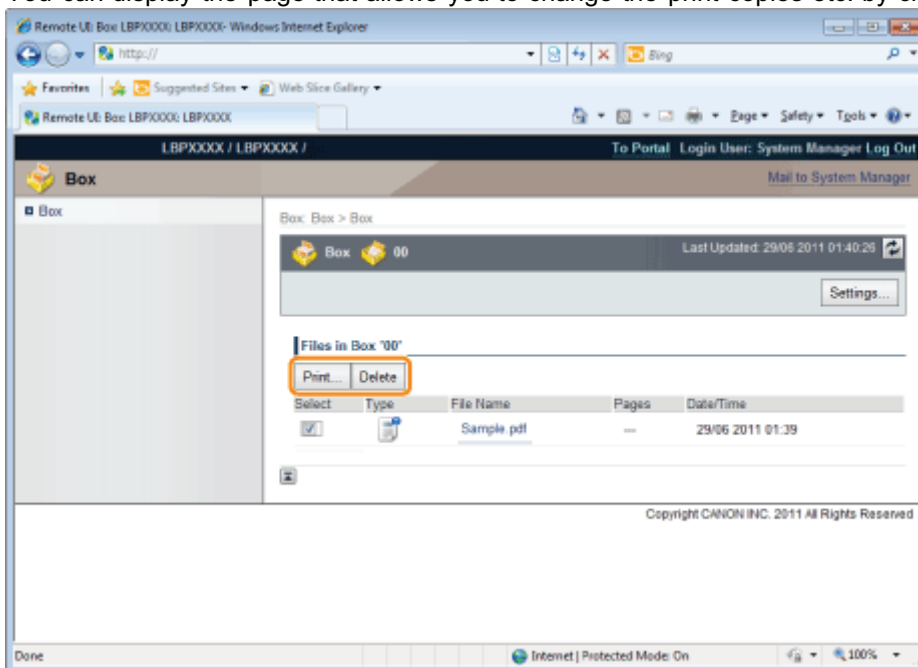 You can display the page that allows you to change the print copies etc. by
Remote UI: Box: LBPXXXX: LBPXXXX- Windows Internet Explorer
http://
Bing
Favorites Suggested Sites Web Slice Gallery
Remote UI: Box: LBPXXXX: LBPXXXX
Page Safety Tools
LBPXXXX / LBPXXXX /
To Portal Login User: System Manager Log Out
Box
Mail to System Manager
Box
Box: Box > Box
Box 00
Last Updated: 29/06 2011 01:40:26
Settings...
Files in Box '00'
Print... Delete
Select Type File Name Pages Date/Time
Sample.pdf --- 29/06 2011 01:39
Copyright CANON INC. 2011 All Rights Reserved
Done
Internet | Protected Mode: On
100%